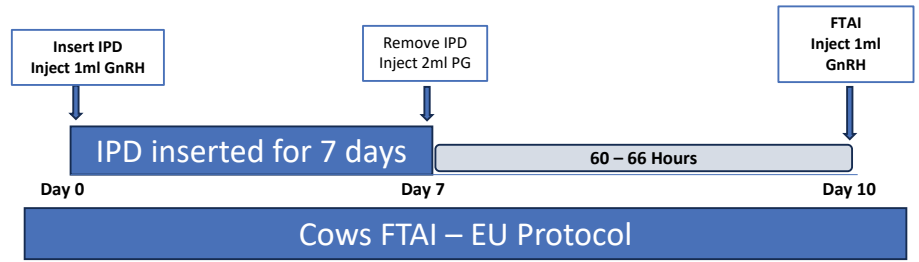 Insert IPD
Inject 1ml GnRH
Remove IPD
Inject 2ml PG
FTAI
Inject 1ml
GnRH
IPD inserted for 7 days
60 – 66 Hours
Day 0
Day 7
Day 10
Cows FTAI – EU Protocol